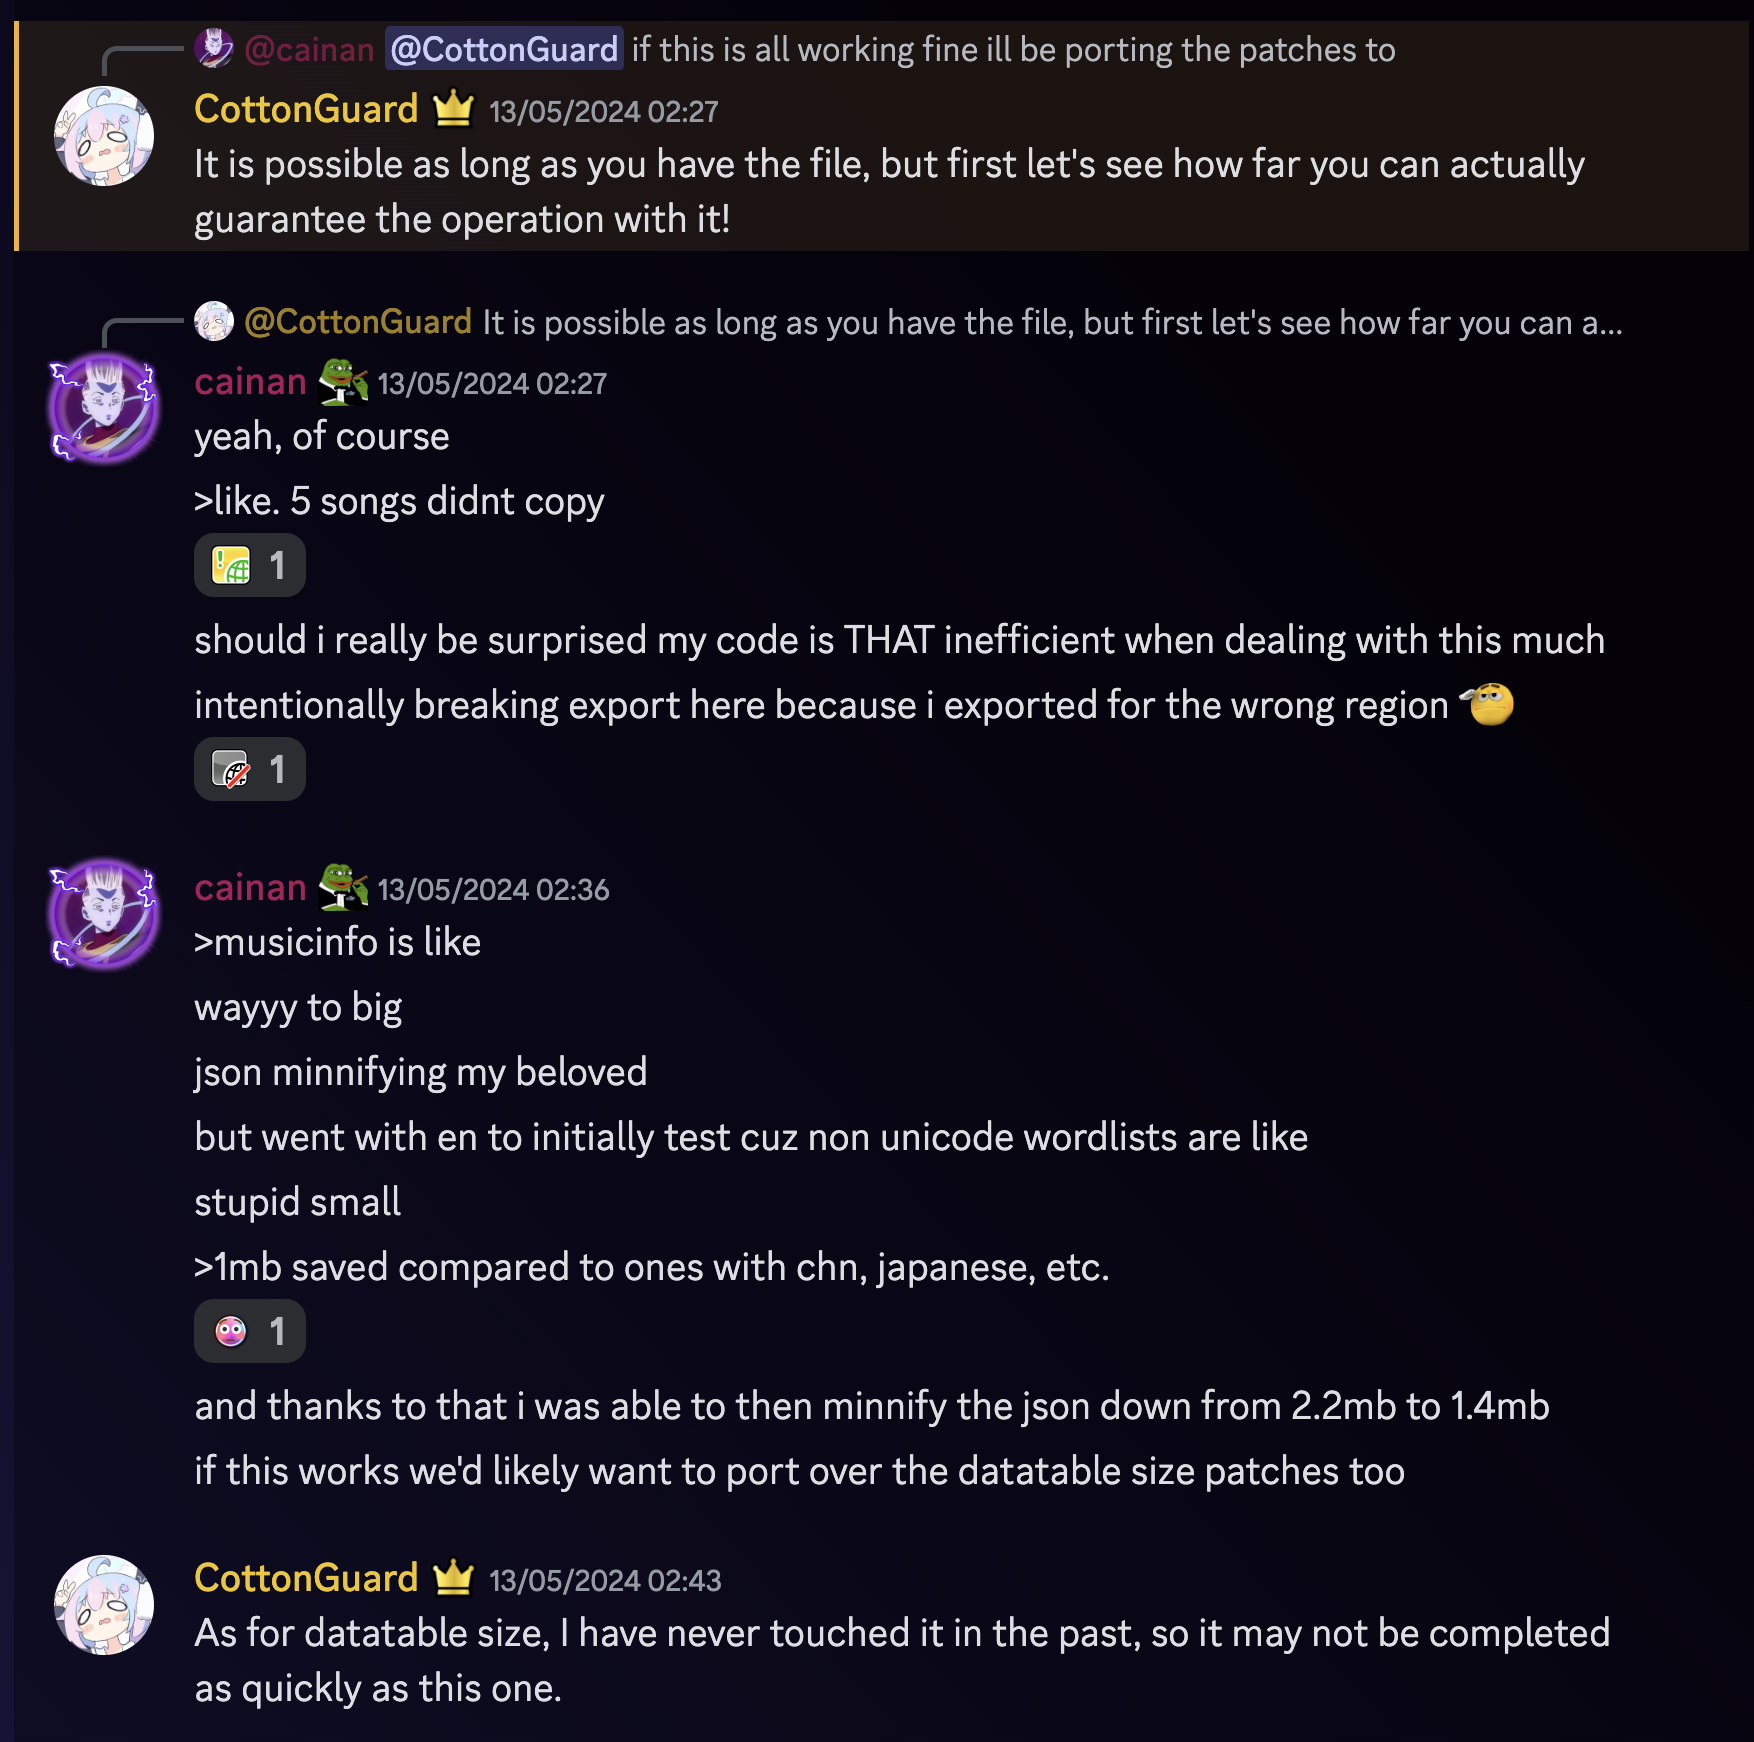 @cainan @CottonGuard if this is all working fine ill be porting the patches to
CottonGuard 13/05/2024 02:27
It is possible as long as you have the file, but first let's see how far you can actually
guarantee the operation with it!
@CottonGuard It is possible as long as you have the file, but first let's see how far you can a...
cainan 13/05/2024 02:27
yeah, of course
>like. 5 songs didnt copy
1
should i really be surprised my code is THAT inefficient when dealing with this much
intentionally breaking export here because i exported for the wrong region
1
cainan 13/05/2024 02:36
>musicinfo is like
wayyy to big
json minnifying my beloved
but went with en to initially test cuz non unicode wordlists are like
stupid small
>1mb saved compared to ones with chn, japanese, etc.
1
and thanks to that i was able to then minnify the json down from 2.2mb to 1.4mb
if this works we'd likely want to port over the datatable size patches too
CottonGuard 13/05/2024 02:43
As for datatable size, I have never touched it in the past, so it may not be completed
as quickly as this one.